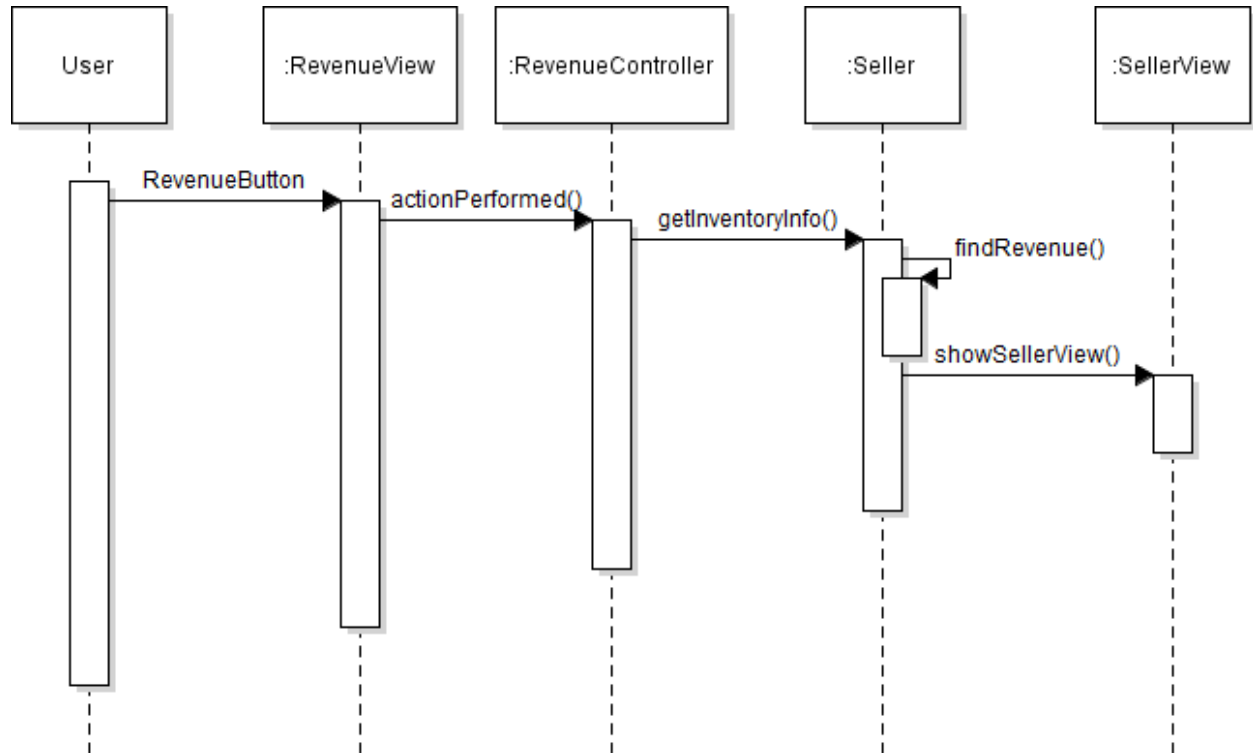 User
:RevenueView
:RevenueController
:Seller
:SellerView
RevenueButton
actionPerformed()
getInventoryInfo()
findRevenue()
showSellerView()